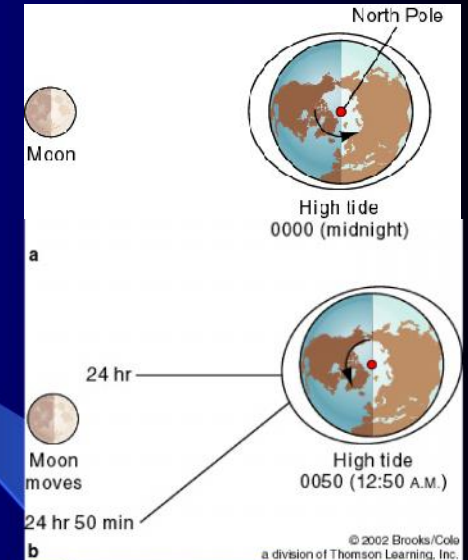 North Pole
Moon
High tide
0000 (midnight)
a
24 hr
Moon
moves
High tide
0050 (12:50 A.M.)
24 hr 50 min
b
© 2002 Brooks/Cole
a division of Thomson Learning, Inc.